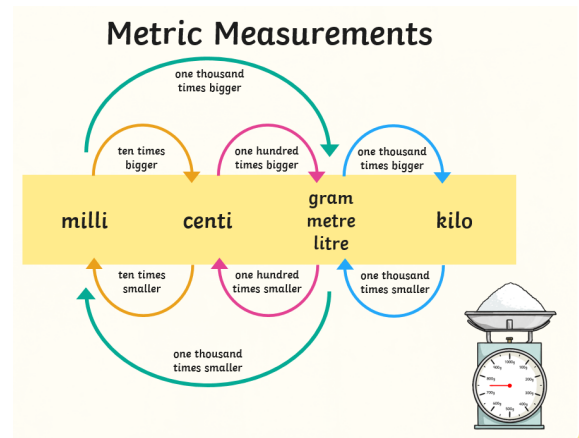 Metric Measurements
one thousand
times bigger
ten times
bigger
one hundred
times bigger
one thousand
times bigger
milli
centi
gram
metre
litre
kilo
ten times
smaller
one hundred
times smaller
one thousand
times smaller
one thousand
times smaller
1000g